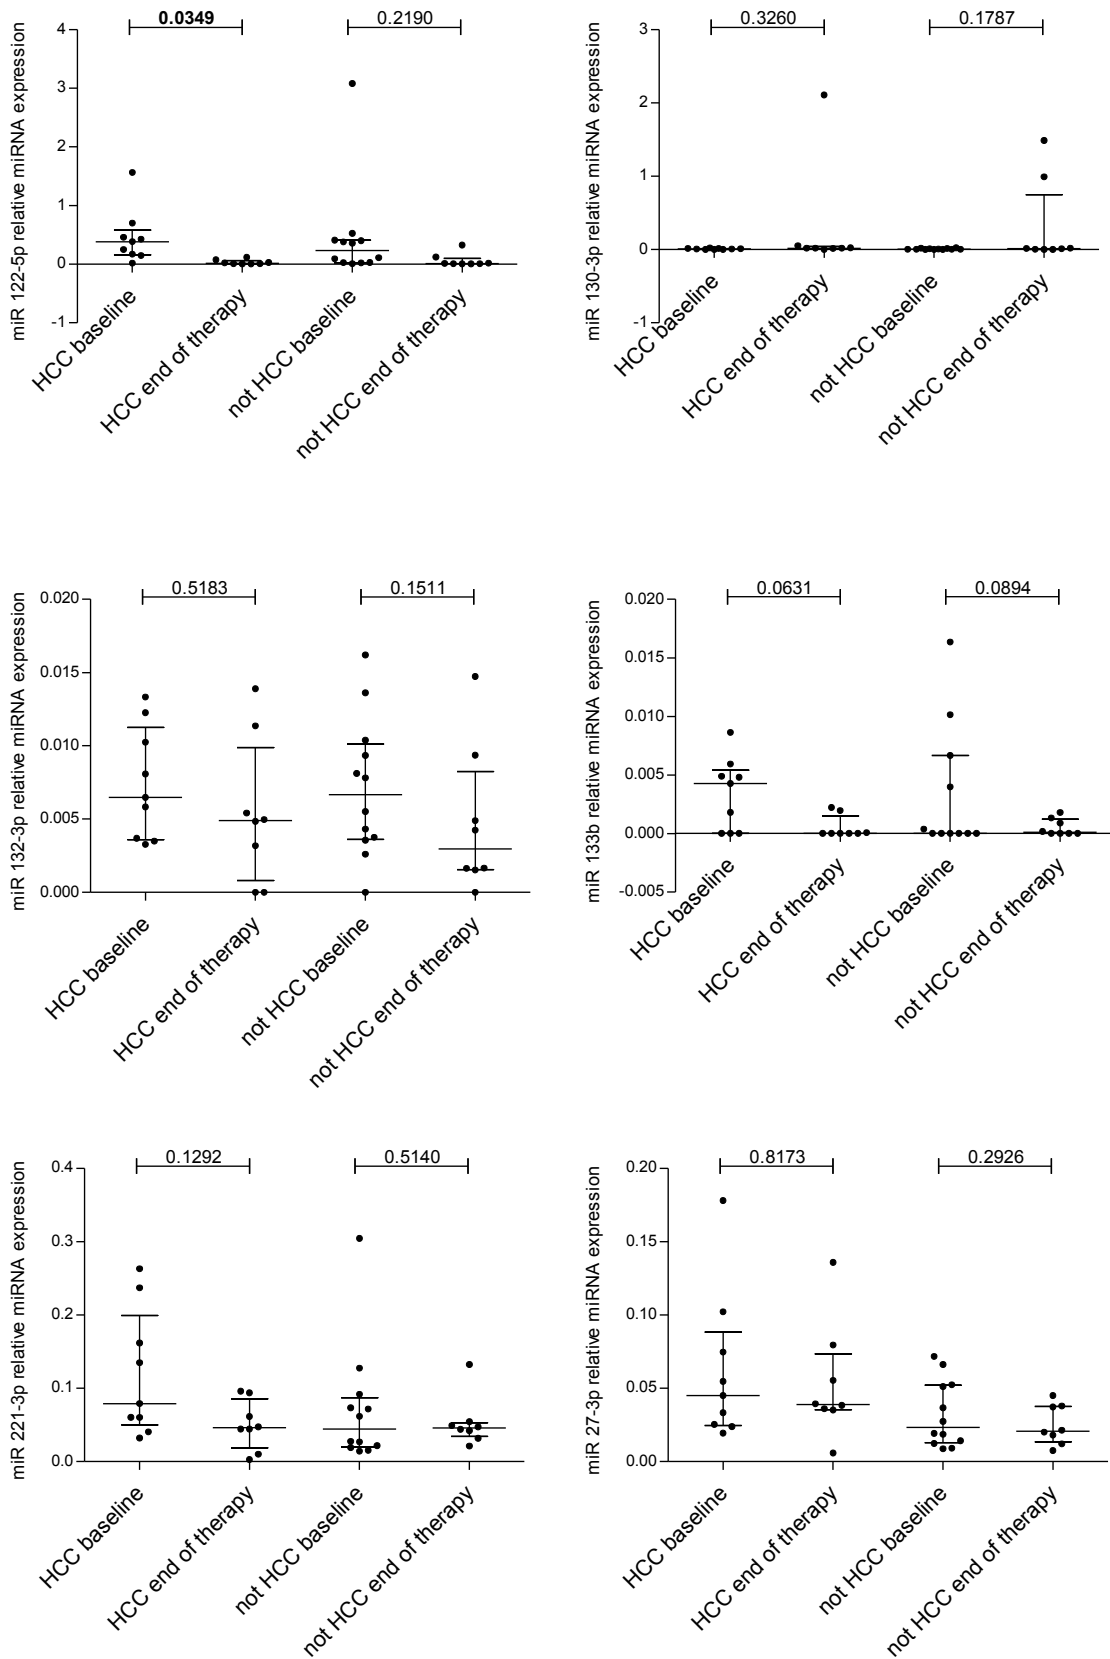 0.0349
0.2190
miR 122-5p relative miRNA expression
4
3
2
1
0
-1
HCC baseline
HCC end of therapy
not HCC baseline
not HCC end of therapy
0.3260
0.1787
miR 130-3p relative miRNA expression
3
2
1
0
-1
HCC baseline
HCC end of therapy
not HCC baseline
not HCC end of therapy
0.5183
0.1511
miR 132-3p relative miRNA expression
0.020
0.015
0.010
0.005
0.000
HCC baseline
HCC end of therapy
not HCC baseline
not HCC end of therapy
0.0631
0.0894
miR 133b relative miRNA expression
0.020
0.015
0.010
0.005
0.000
-0.005
HCC baseline
HCC end of therapy
not HCC baseline
not HCC end of therapy
0.1292
0.5140
miR 221-3p relative miRNA expression
0.4
0.3
0.2
0.1
0.0
HCC baseline
HCC end of therapy
not HCC baseline
not HCC end of therapy
0.8173
0.2926
miR 27-3p relative miRNA expression
0.20
0.15
0.10
0.05
0.00
HCC baseline
HCC end of therapy
not HCC baseline
not HCC end of therapy